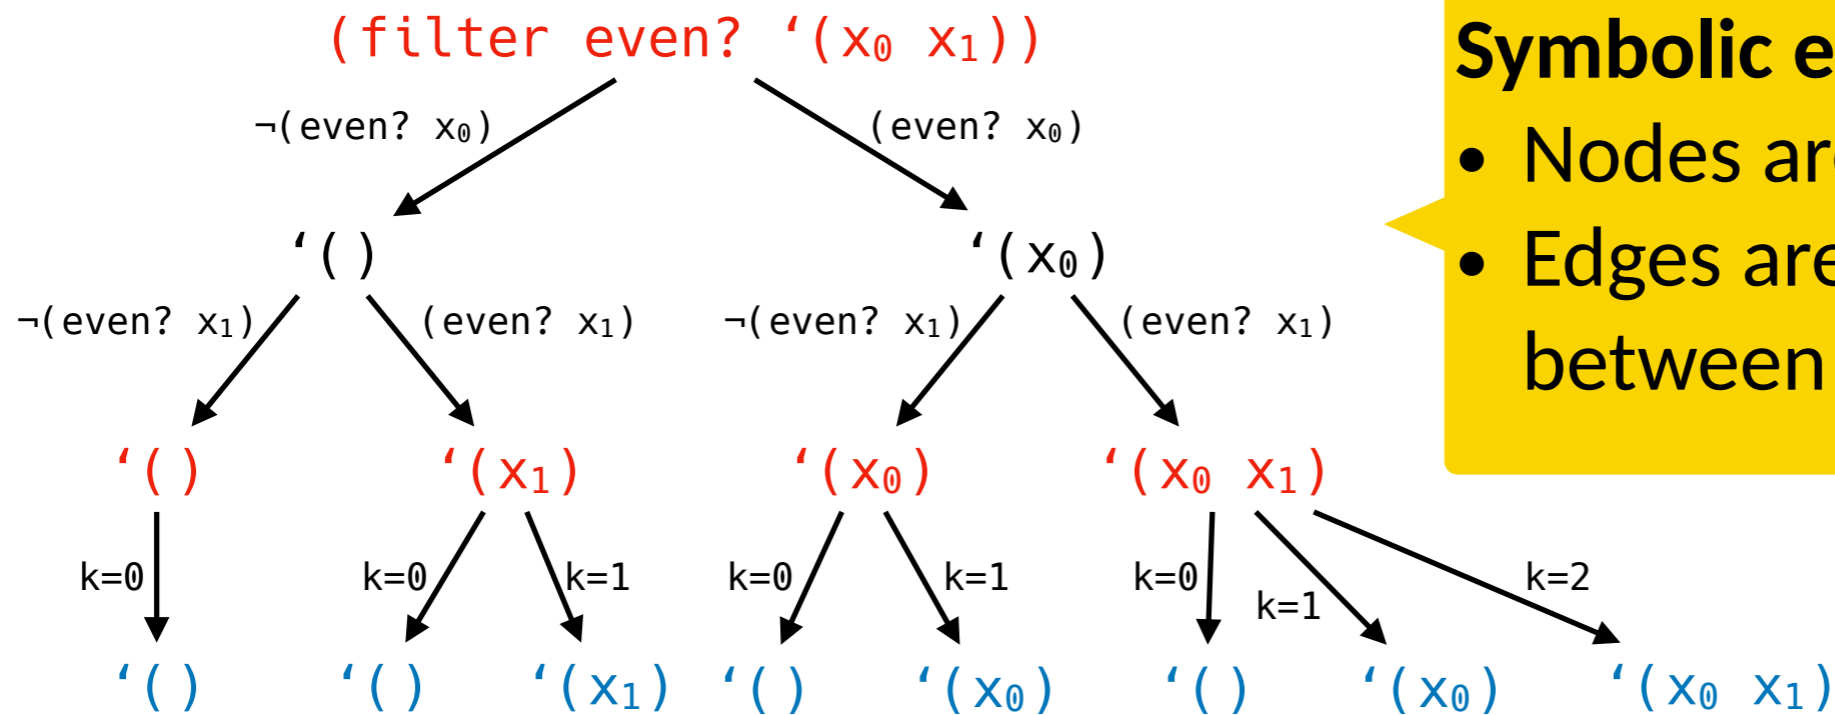 (filter even? ‘(x₀ x₁))
¬(even? x₀)
(even? x₀)
‘()
‘(x₀)
¬(even? x₁)
(even? x₁)
¬(even? x₁)
(even? x₁)
‘()
‘(x₁)
‘(x₀)
‘(x₀ x₁)
k=0
k=0
k=1
k=0
k=1
k=0
k=1
k=2
‘()
‘()
‘(x₁)
‘()
‘(x₀)
‘()
‘(x₀)
‘(x₀ x₁)
Symbolic
• Nodes
• Edges are
between